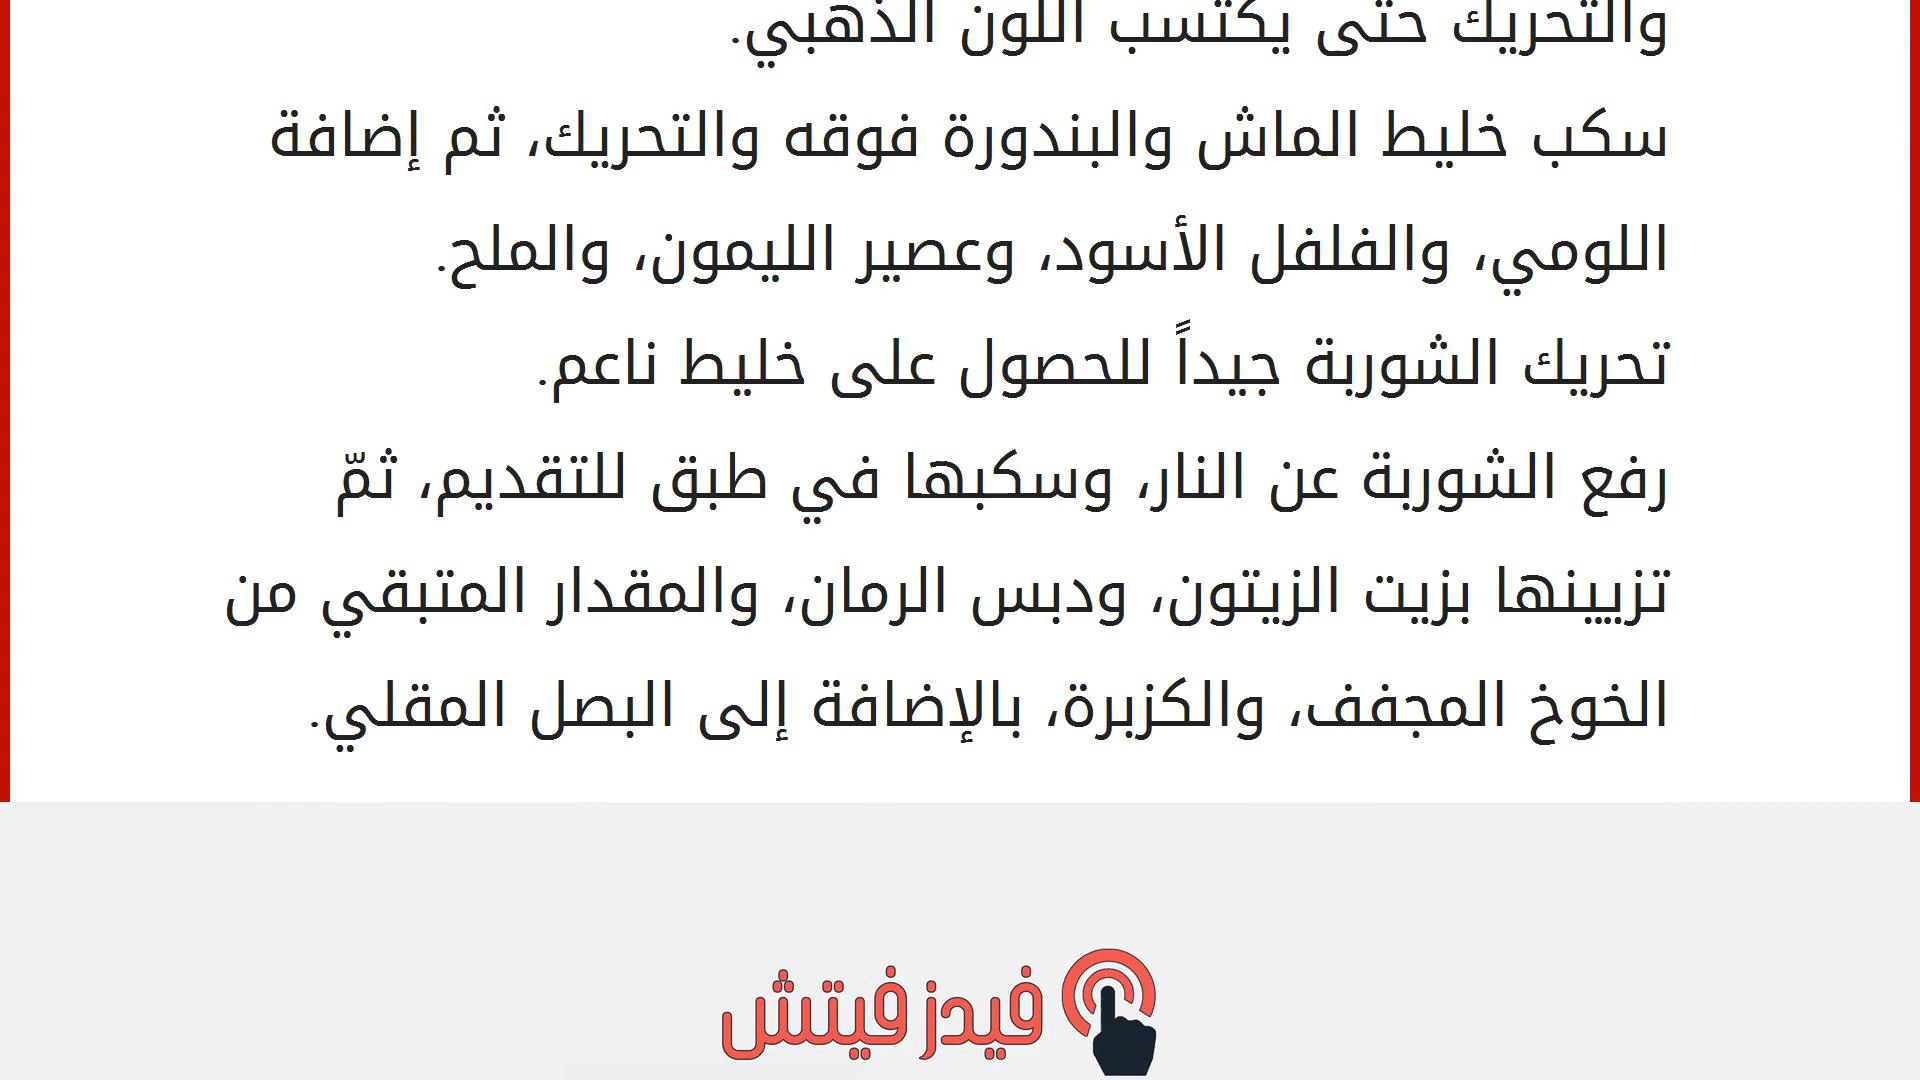 والتحريك حتى يكتسب اللون الذهبي.
سكب خليط الماش والبندورة فوقه والتحريك، ثم إضافة
اللومي، والفلفل الأسود، وعصير الليمون، والملح.
تحريك الشوربة جيداً للحصول على خليط ناعم.
رفع الشوربة عن النار، وسكبها في طبق للتقديم، ثمّ
تزيينها بزيت الزيتون، ودبس الرمان، والمقدار المتبقي من
الخوخ المجفف، والكزبرة، بالإضافة إلى البصل المقلي.
فيدز فيتش